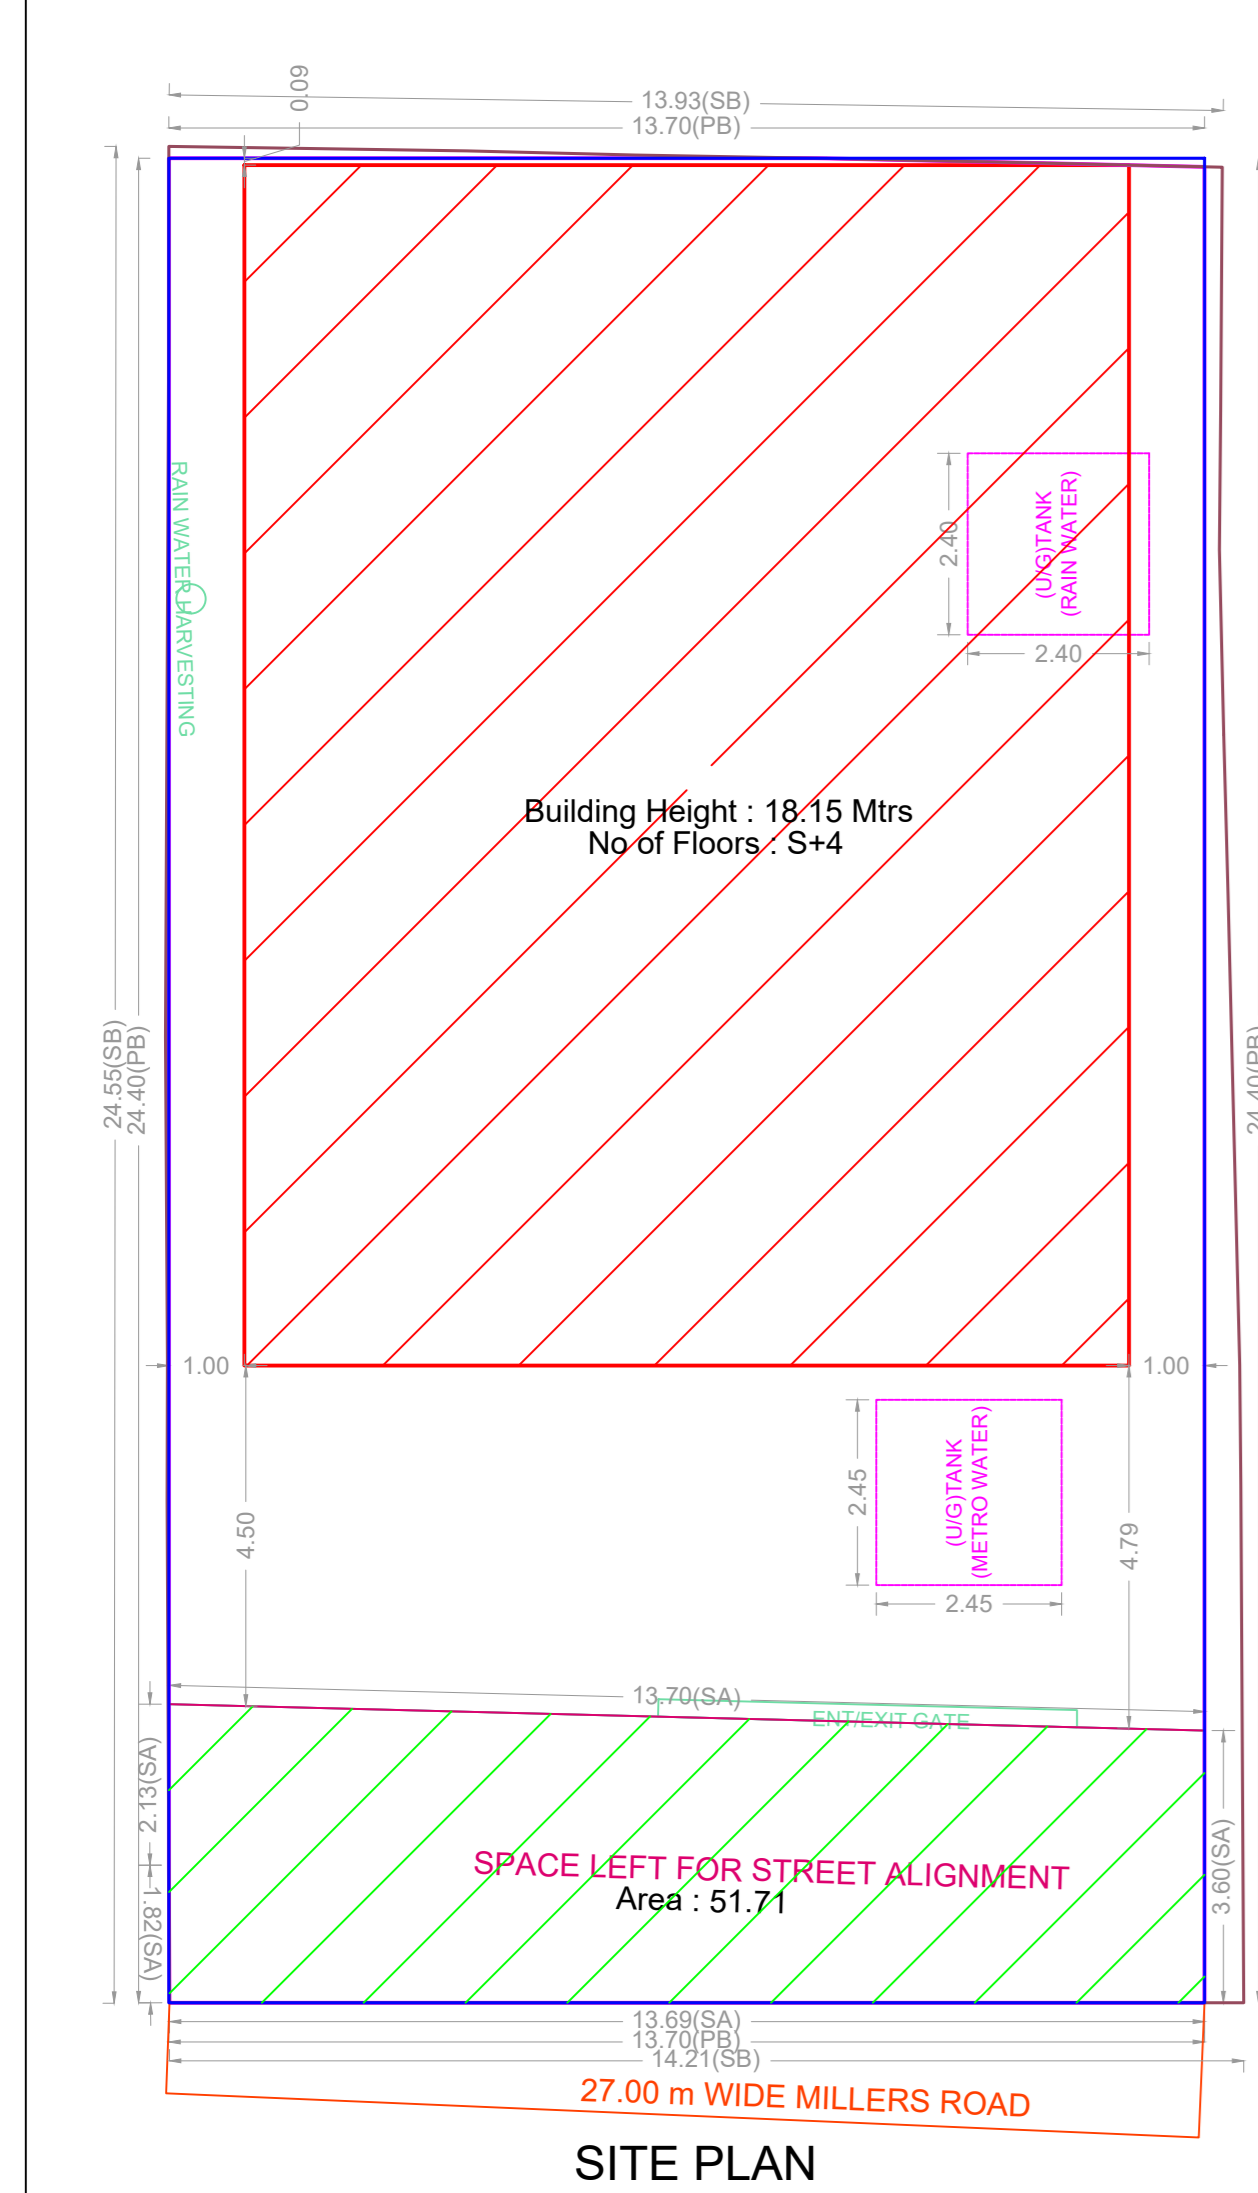 0.09
13.93(SB)
13.70(PB)
RAIN WATER HARVESTING
2.40
(U/G)TANK
(RAIN WATER)
2.40
Building Height : 18.15 Mtrs
No of Floors : S+4
24.55(SB)
24.40(PB)
24.40(PB)
1.00
1.00
4.50
2.45
(U/G)TANK
(METRO WATER)
4.79
2.45
13.70(SA)
ENT/EXIT GATE
2.13(SA)
1.82(SA)
SPACE LEFT FOR STREET ALIGNMENT
Area : 51.71
3.60(SA)
13.69(SA)
13.70(PB)
14.21(SB)
27.00 m WIDE MILLERS ROAD
SITE PLAN